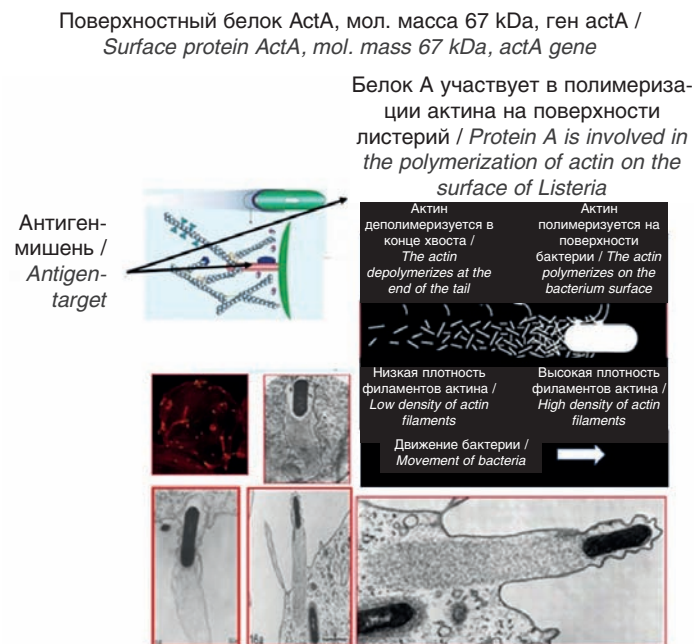 Поверхностный белок ActA, мол. масса 67 kDa, ген actA /
Surface protein ActA, mol. mass 67 kDa, actA gene
Белок А участвует в полимериза-
ции актина на поверхности
листерий / Protein A is involved in
the polymerization of actin on the
surface of Listeria
Антиген-
мишень /
Antigen-
target
Актин
деполимеризуется в
конце хвоста /
The actin
depolymerizes at the
end of the tail
Актин
полимеризуется на
поверхности
бактерии / The actin
polymerizes on the
bacterium surface
Низкая плотность
филаментов актина /
Low density of actin
filaments
Высокая плотность
филаментов актина /
High density of actin
filaments
Движение бактерии /
Movement of bacteria